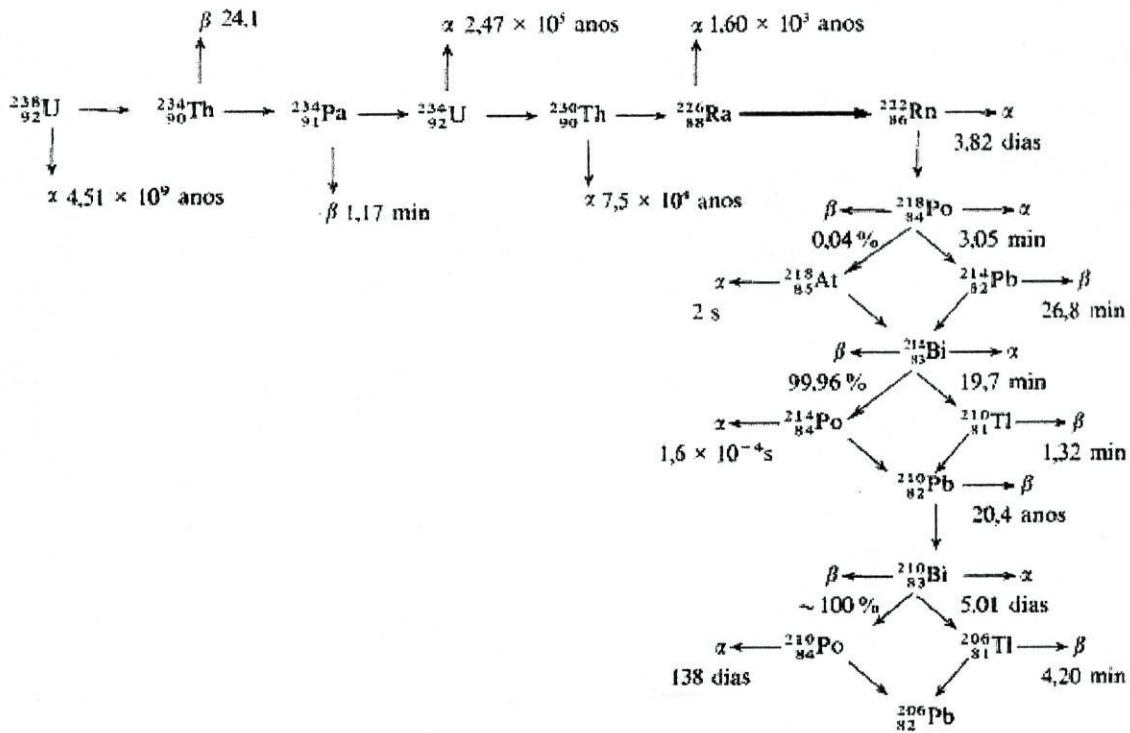 β 24,1 α 2,47 × 10⁵ anos α 1.60 × 10³ anos
²³⁸₉₂U → ²³⁴₉₀Th → ²³⁴₉₁Pa → ²³⁴₉₂U → ²³⁰₉₀Th → ²²⁶₈₈Ra → ²²²₈₆Rn → α
3,82 dias
α 4,51 × 10⁹ anos β 1,17 min α 7,5 × 10⁴ anos
β ← ²¹⁸₈₄Po → α
0,04 % 3,05 min
α ← ²¹⁸₈₅At ²¹⁴₈₂Pb → β
2 s 26,8 min
β ← ²¹⁴₈₃Bi → α
99,96 % 19,7 min
α ← ²¹⁴₈₄Po ²¹⁰₈₁Tl → β
1,6 × 10⁻⁴s 1,32 min
²¹⁰₈₂Pb → β
20,4 anos
β ← ²¹⁰₈₃Bi → α
~ 100 % 5,01 dias
α ← ²¹⁰₈₄Po ²⁰⁶₈₁Tl → β
138 dias 4,20 min
²⁰⁶₈₂Pb